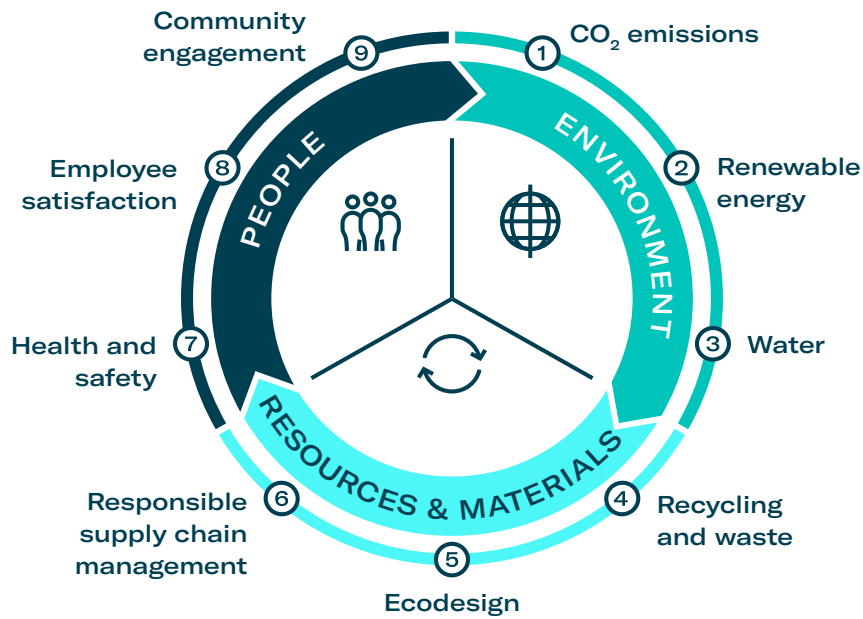 1
CO₂ emissions
2
Renewable
energy
3
Water
4
Recycling
and waste
5
Ecodesign
6
Responsible
supply chain
management
7
Health and
safety
8
Employee
satisfaction
9
Community
engagement
ENVIRONMENT
RESOURCES & MATERIALS
PEOPLE